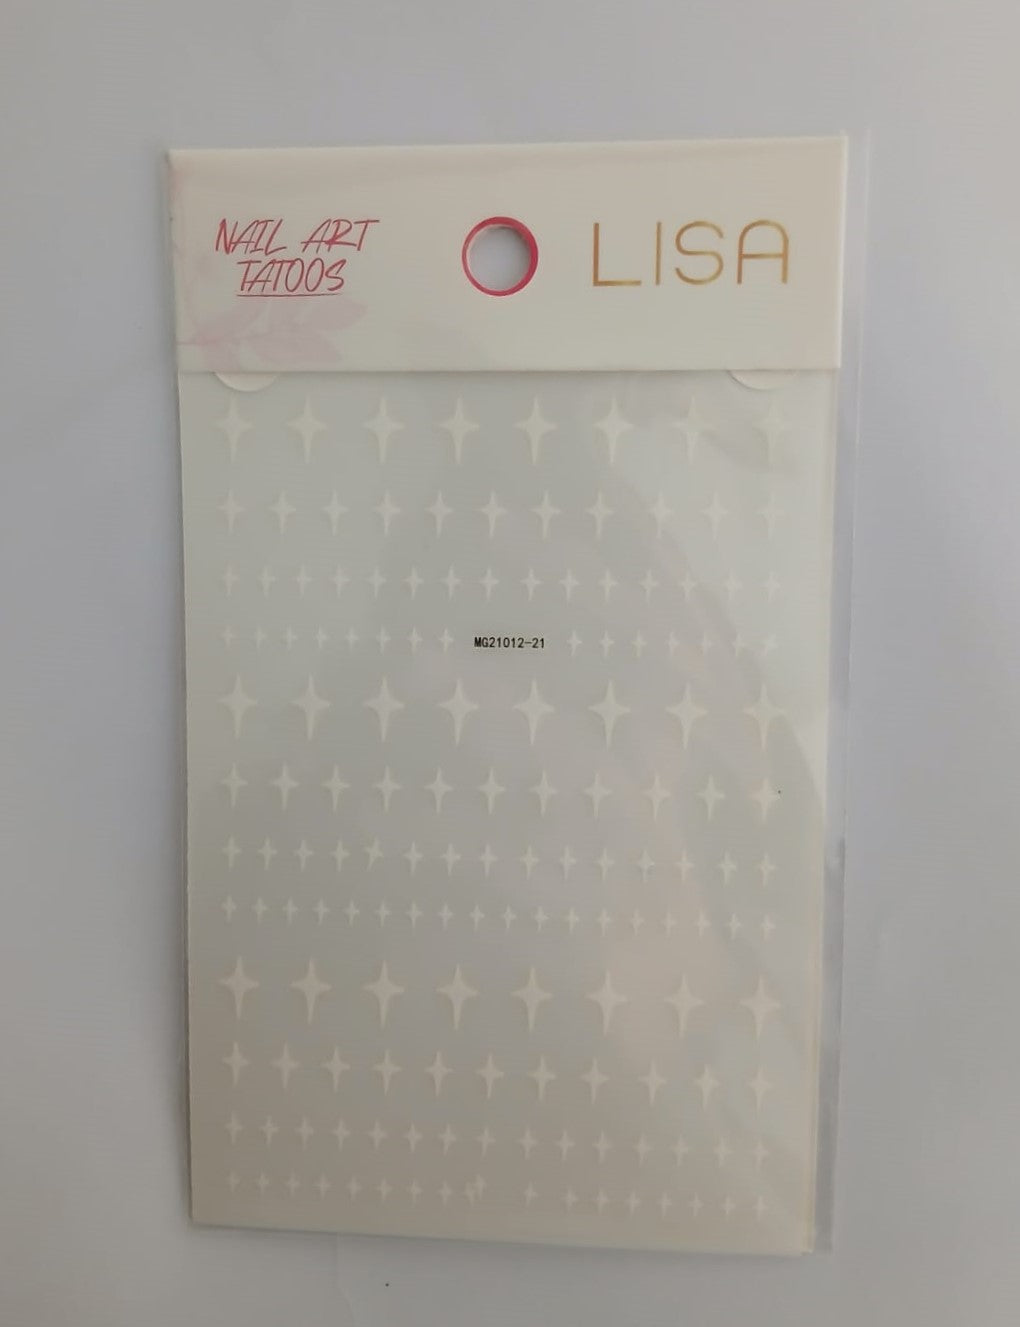 NAIL ART
TATOOS
LISA
MG21012-21